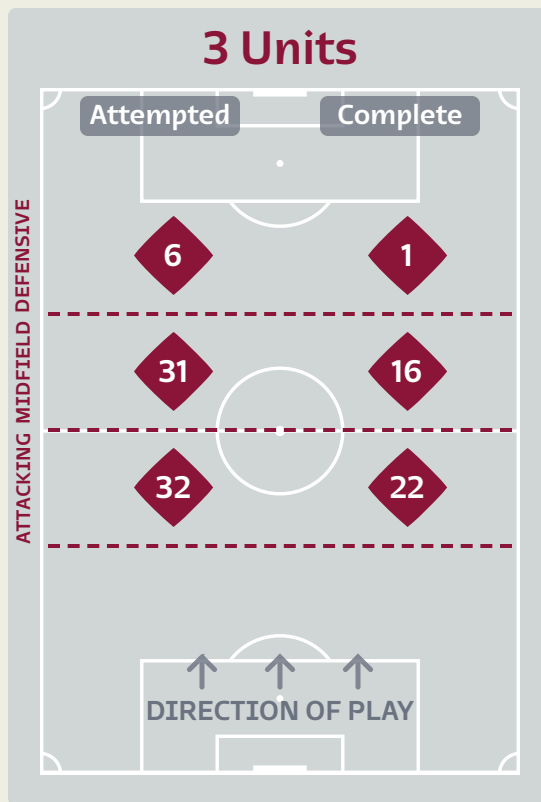 3 Units
Attempted
Complete
ATTACKING MIDFIELD DEFENSIVE
6
1
31
16
32
22
DIRECTION OF PLAY